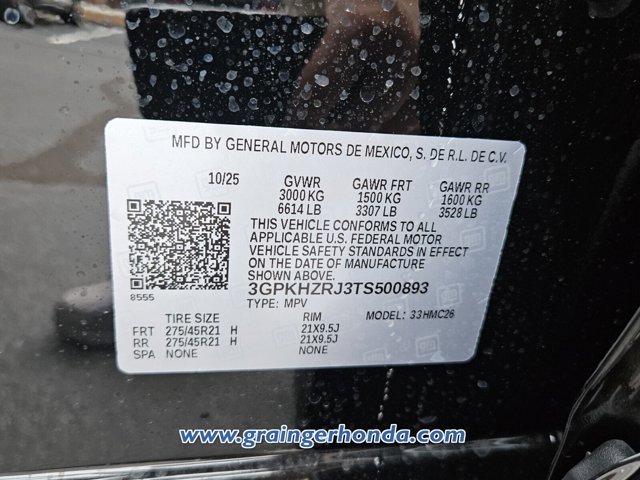 MFD BY GENERAL MOTORS DE MEXICO, S. DE R.L. DE C.V.
10/25 GVWR GAWR FRT GAWR RR
3000 KG 1500 KG 1600 KG
6614 LB 3307 LB 3528 LB
THIS VEHICLE CONFORMS TO ALL
APPLICABLE U.S. FEDERAL MOTOR
VEHICLE SAFETY STANDARDS IN EFFECT
ON THE DATE OF MANUFACTURE
SHOWN ABOVE.
3GPKHZRJ3TS500893
8555 TYPE: MPV MODEL: 33HMC26
TIRE SIZE RIM
FRT 275/45R21 H 21X9.5J
RR 275/45R21 H 21X9.5J
SPA NONE NONE
www.graingerhonda.com